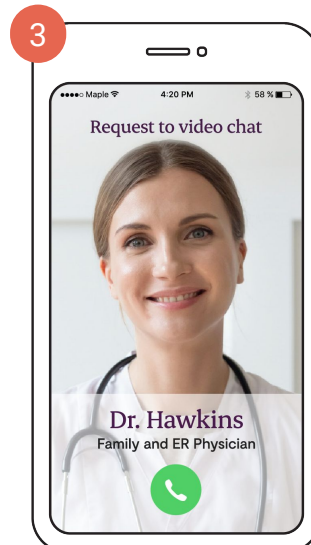 3
Maple 4:20 PM 58 %
Request to video chat
Dr. Hawkins
Family and ER Physician